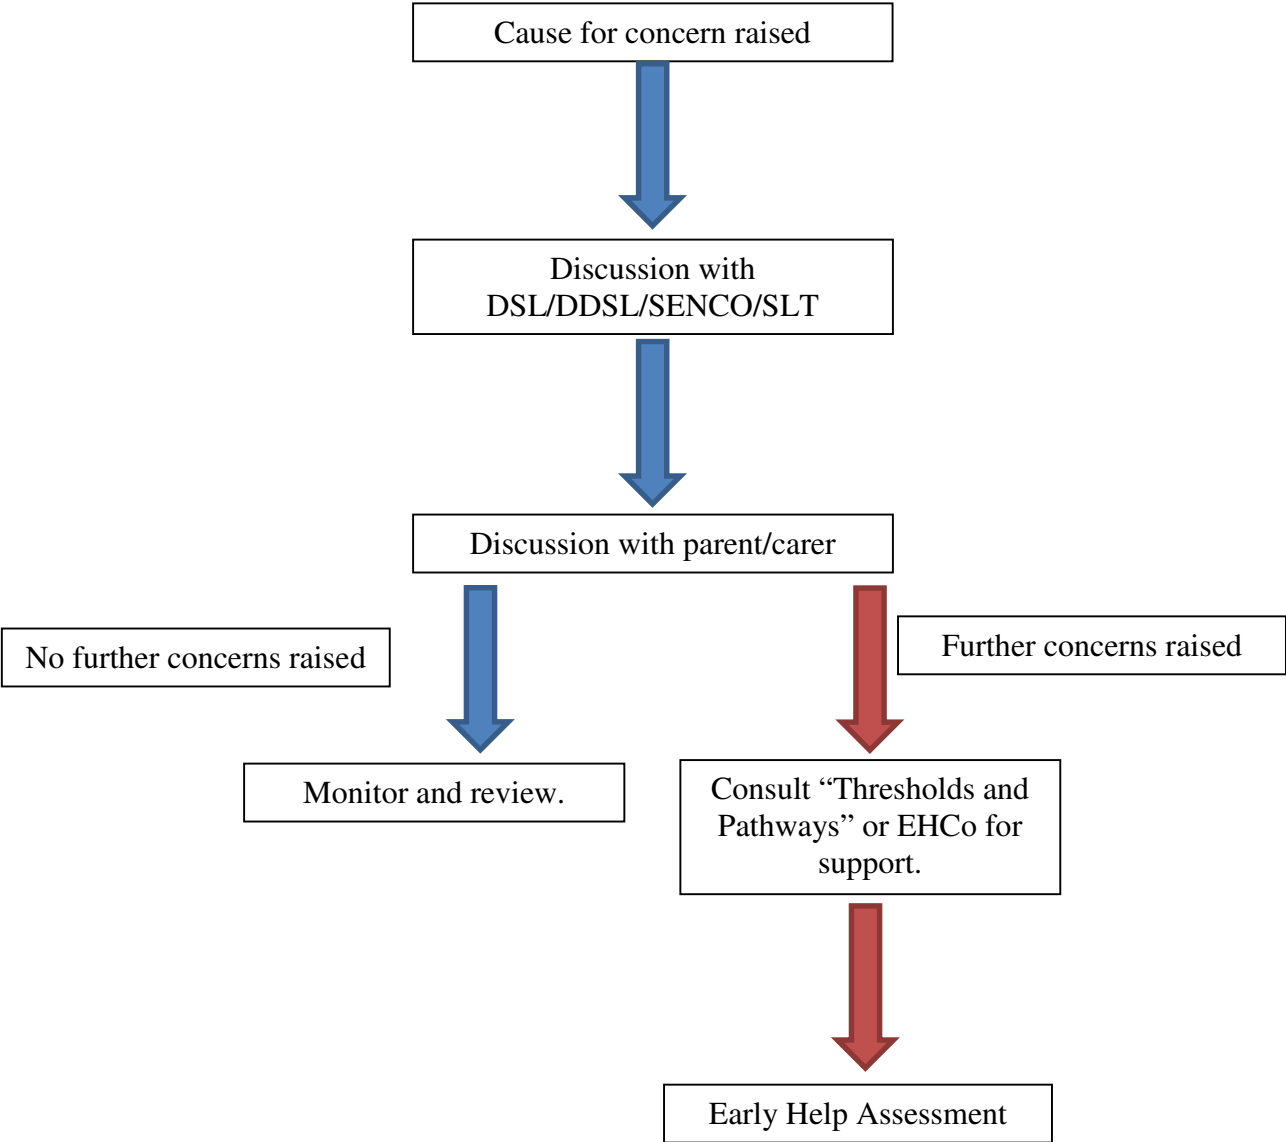 Cause for concern raised
Discussion with
DSL/DDSL/SENCO/SLT
Discussion with parent/carer
No further concerns raised
Further concerns raised
Monitor and review.
Consult “Thresholds and
Pathways” or EHCo for
support.
Early Help Assessment